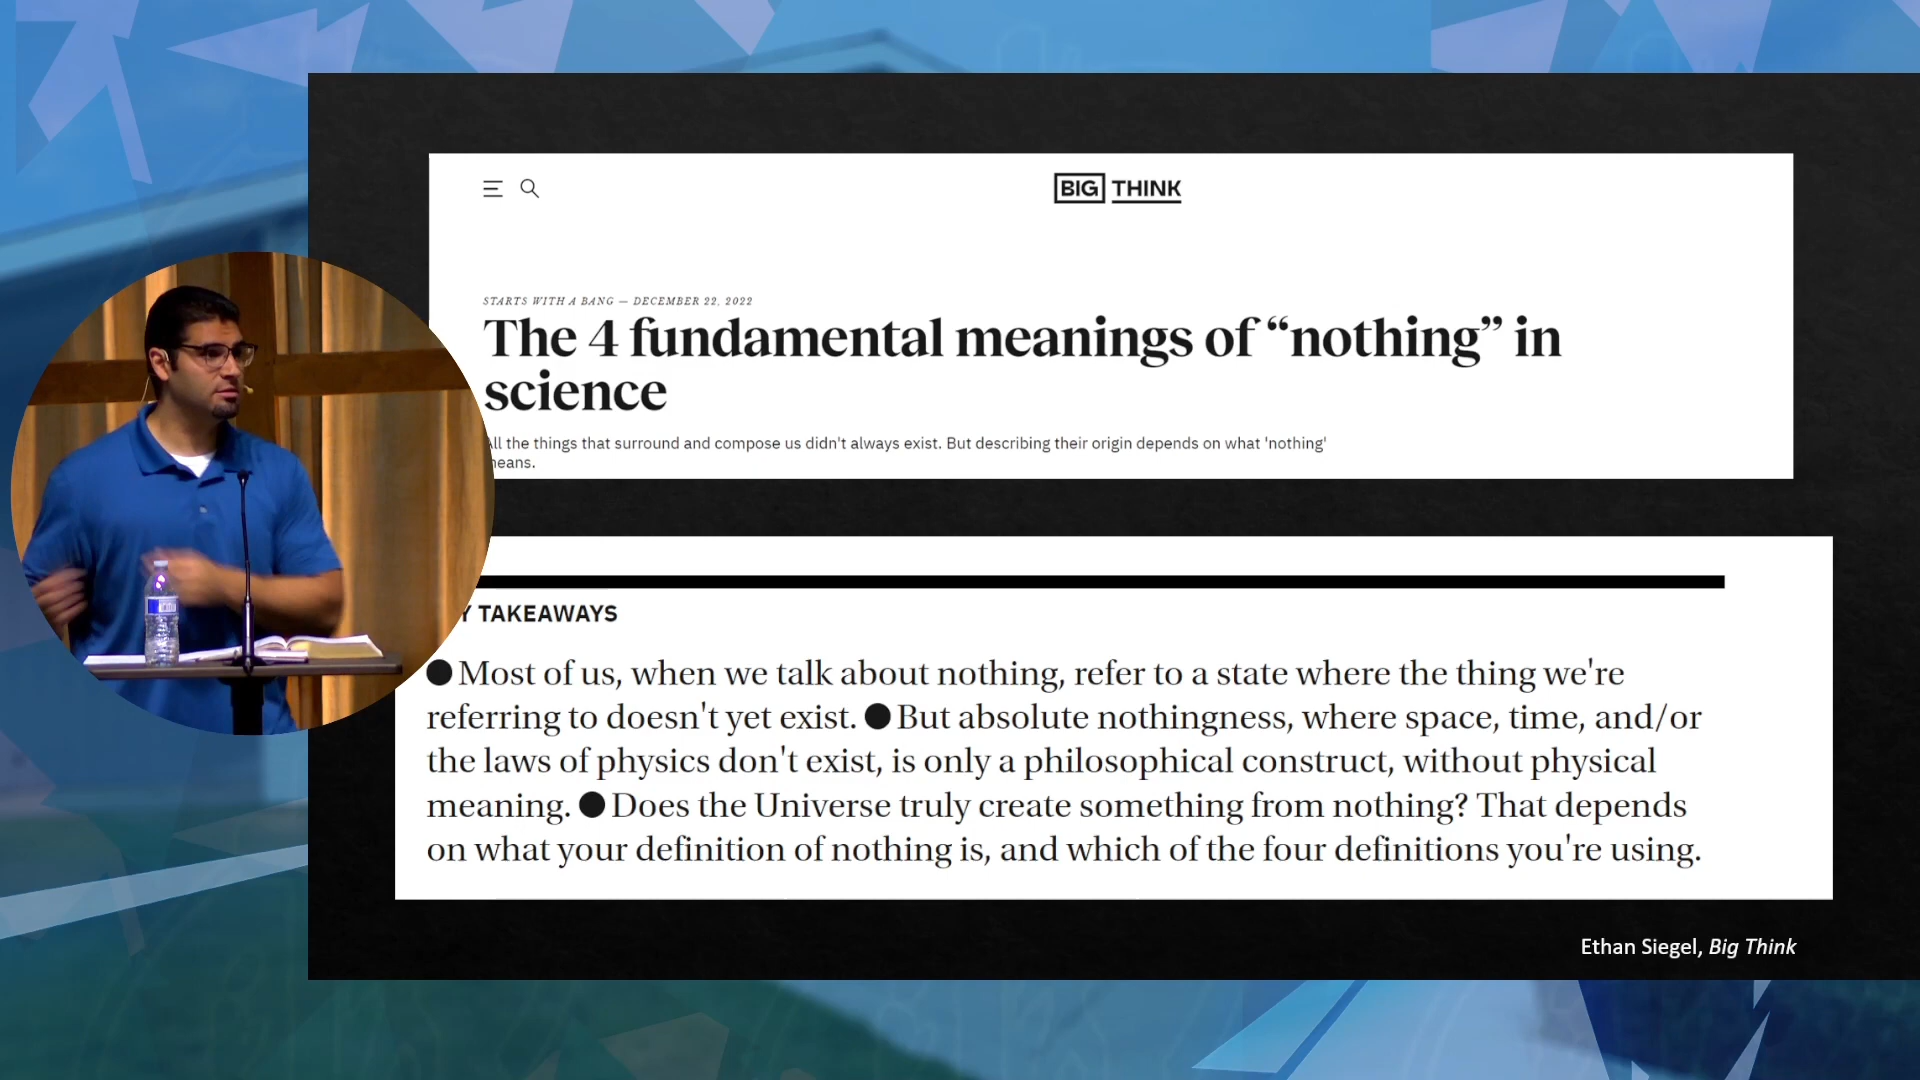 BIG THINK
STARTS WITH A BANG — DECEMBER 22, 2022
The 4 fundamental meanings of “nothing” in
science
ll the things that surround and compose us didn't always exist. But describing their origin depends on what 'nothing'
eans.
Y TAKEAWAYS
● Most of us, when we talk about nothing, refer to a state where the thing we're
referring to doesn't yet exist. ● But absolute nothingness, where space, time, and/or
the laws of physics don't exist, is only a philosophical construct, without physical
meaning. ● Does the Universe truly create something from nothing? That depends
on what your definition of nothing is, and which of the four definitions you're using.
Ethan Siegel, Big Think